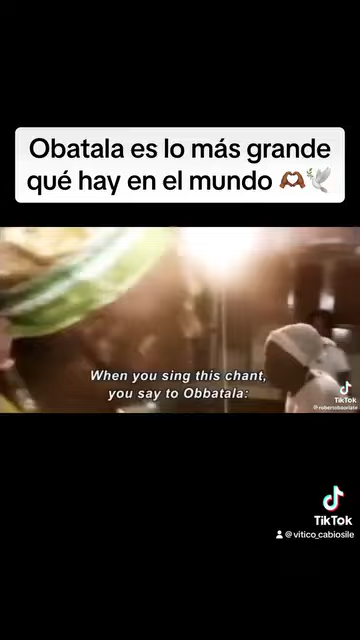 Obatala es lo más grande
qué hay en el mundo 🫶🏾🕊️
When you sing this chant,
you say to Obbatala:
TikTok
TikTok
@vitico_cabiosile